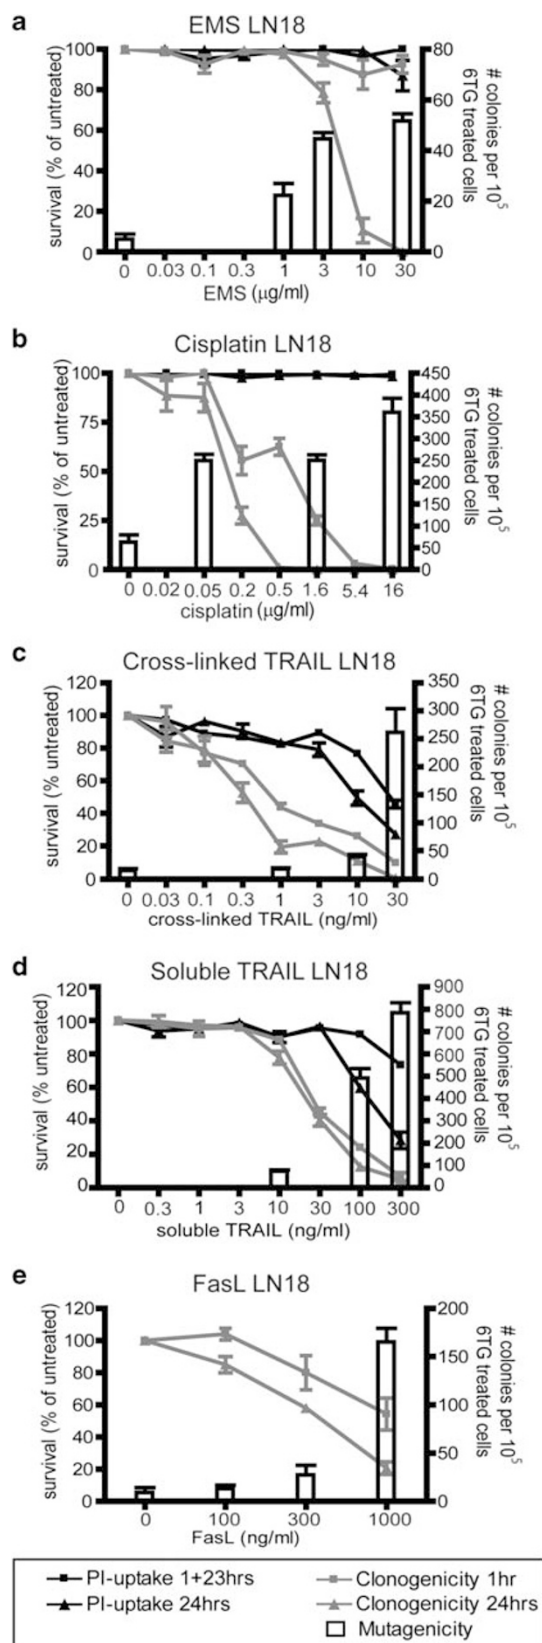 a
EMS LN18
survival (% of untreated)
100
80
60
40
20
0
80
60
40
20
0
# colonies per 10⁵
6TG treated cells
0 0.03 0.1 0.3 1 3 10 30
EMS (μg/ml)
b
Cisplatin LN18
survival (% of untreated)
100
75
50
25
0
450
400
350
300
250
200
150
100
50
0
# colonies per 10⁵
6TG treated cells
0 0.02 0.05 0.2 0.5 1.6 5.4 16
cisplatin (μg/ml)
c
Cross-linked TRAIL LN18
survival (% untreated)
120
100
80
60
40
20
0
350
300
250
200
150
100
50
0
# colonies per 10⁵
6TG treated cells
0 0.03 0.1 0.3 1 3 10 30
cross-linked TRAIL (ng/ml)
d
Soluble TRAIL LN18
survival (% untreated)
120
100
80
60
40
20
0
900
800
700
600
500
400
300
200
100
0
# colonies per 10⁵
6TG treated cells
0 0.3 1 3 10 30 100 300
soluble TRAIL (ng/ml)
e
FasL LN18
survival (% of untreated)
120
100
80
60
40
20
0
200
150
100
50
0
# colonies per 10⁵
6TG treated cells
0 100 300 1000
FasL (ng/ml)
PI-uptake 1+23hrs
Clonogenicity 1hr
PI-uptake 24hrs
Clonogenicity 24hrs
Mutagenicity